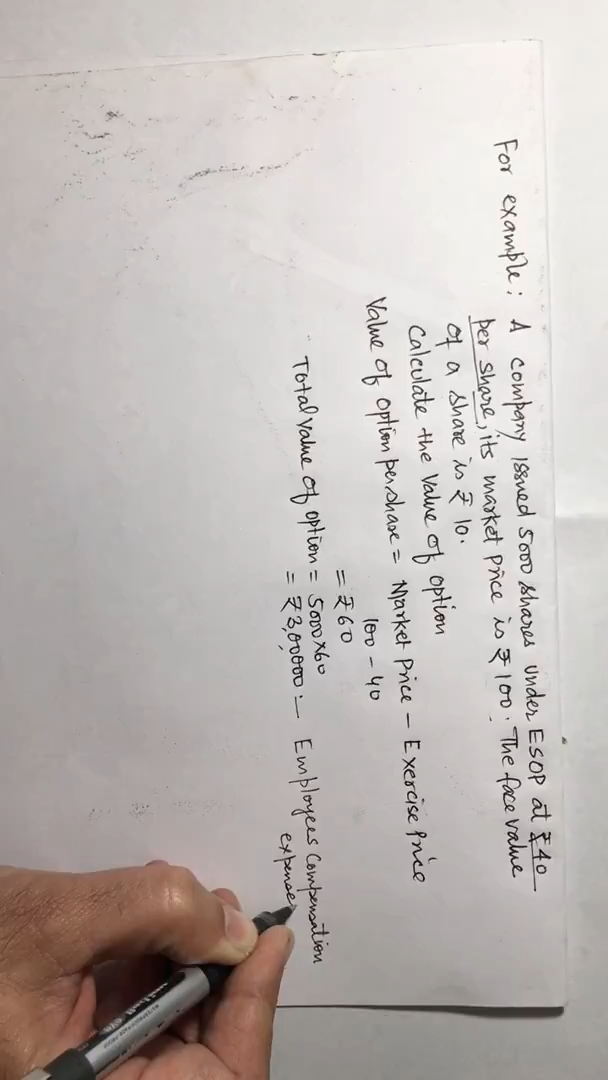 For example: A company issued 5000 shares under ESOP at ₹40
per share, its market price is ₹100. The face value
of a share is ₹10.
Calculate the value of option
Value of option per share = Market Price - Exercise Price
100 - 40
= ₹60
Total value of option = 5000×60
= ₹3,00,000:- Employees Compensation
expense